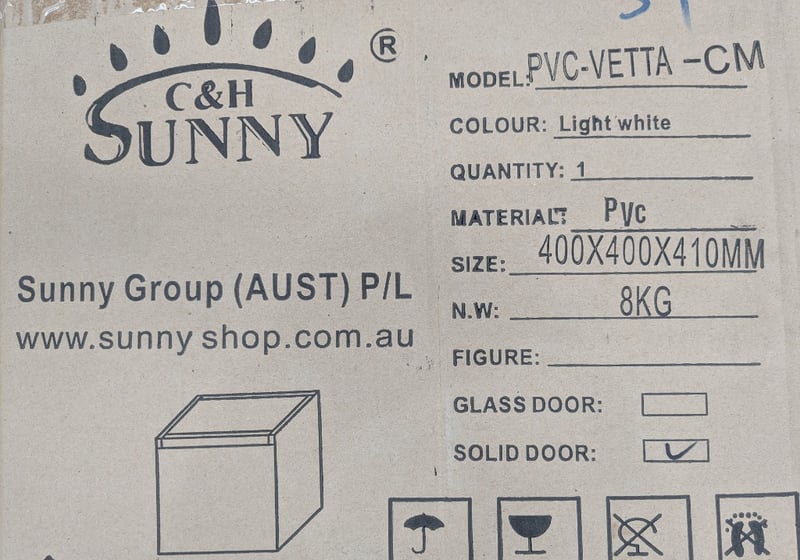 C&H
SUNNY
®
Sunny Group (AUST) P/L
www.sunny shop.com.au
MODEL: PVC-VETTA -CM
COLOUR: Light white
QUANTITY: 1
MATERIAL: Pvc
SIZE: 400X400X410MM
N.W: 8KG
FIGURE:
GLASS DOOR:
SOLID DOOR: